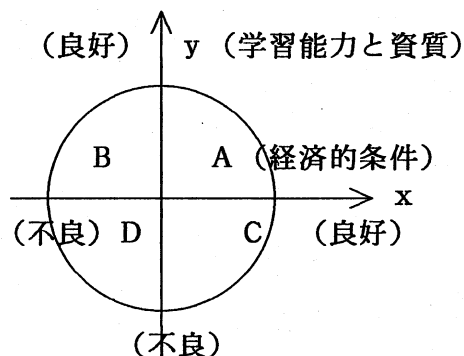 （良好） y （学習能力と資質）
B A （経済的条件）
x
（不良） D C （良好）
（不良）